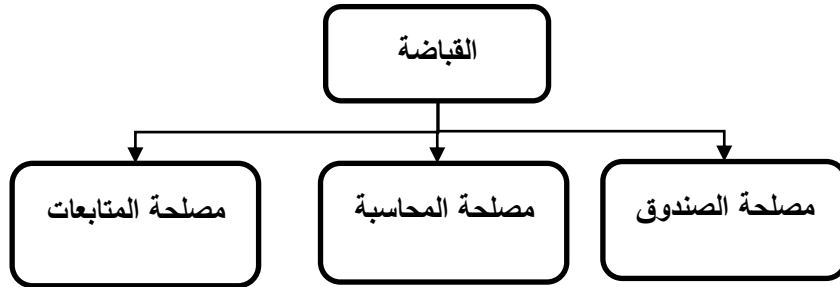 القباضة
مصلحة الصندوق
مصلحة المحاسبة
مصلحة المتابعات